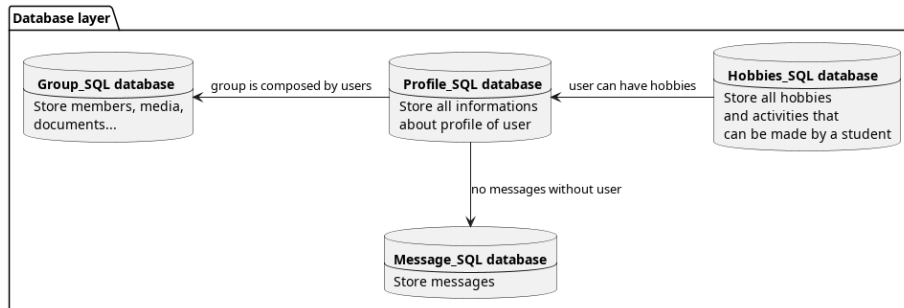 Database layer
Group_SQL database
Store members, media,
documents...
group is composed by users
Profile_SQL database
Store all informations
about profile of user
user can have hobbies
Hobbies_SQL database
Store all hobbies
and activities that
can be made by a student
no messages without user
Message_SQL database
Store messages